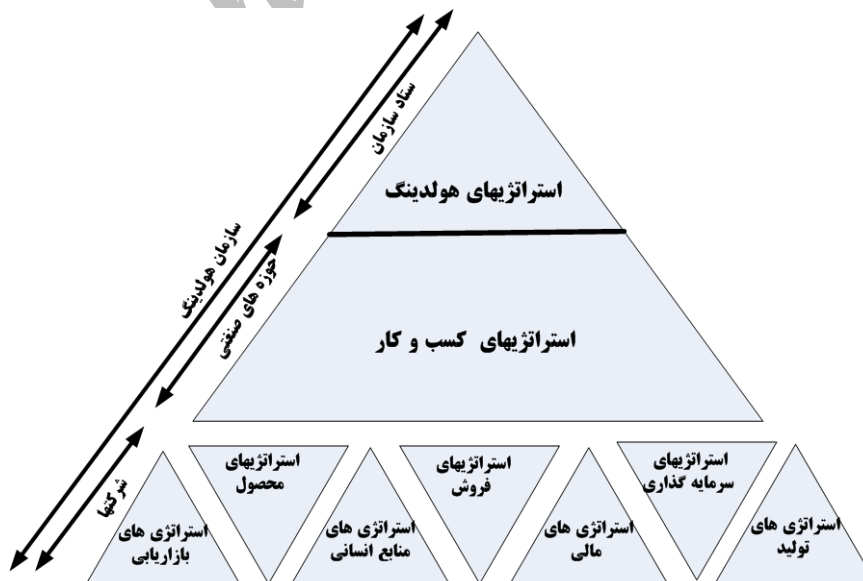 ستاد سازمان
سازمان هولدینگ
حوزه های صنعتی
شرکتها
استراتژیهای هولدینگ
استراتژیهای کسب و کار
استراتژیهای
سرمایه گذاری
استراتژیهای
فروش
استراتژیهای
محصول
استراتژی های
تولید
استراتژی های
مالی
استراتژی های
منابع انسانی
استراتژی های
بازاریابی